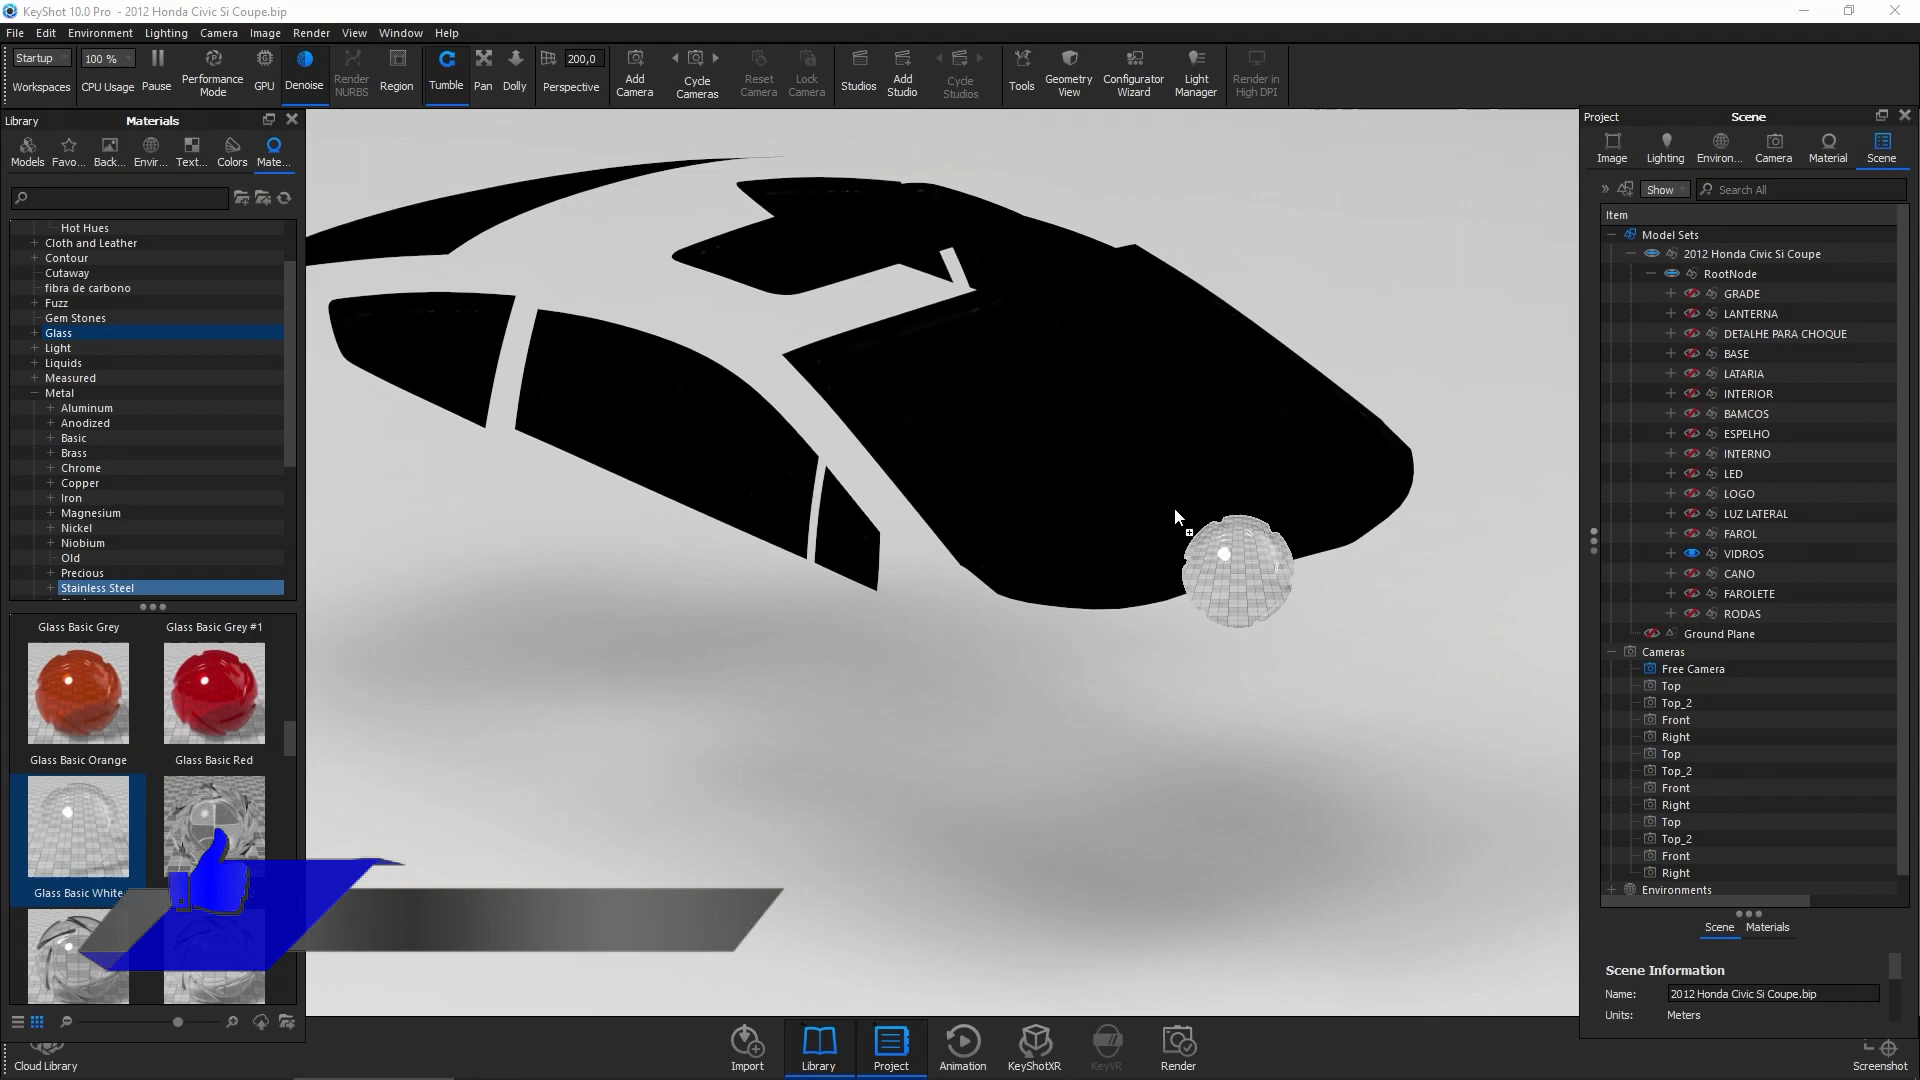 KeyShot 10.0 Pro - 2012 Honda Civic Si Coupe.bip
File Edit Environment Lighting Camera Image Render View Window Help
Startup 100 % 200,0
Workspaces CPU Usage Pause Performance Mode GPU Denoise Render NURBS Region Tumble Pan Dolly Perspective Add Camera Cycle Cameras Reset Camera Lock Camera Studios Add Studio Cycle Studios Tools Geometry View Configurator Wizard Light Manager Render in High DPI
Library Materials
Models Favo... Back... Envir... Text... Colors Mate...
Hot Hues
Cloth and Leather
Contour
Cutaway
fibra de carbono
Fuzz
Gem Stones
Glass
Light
Liquids
Measured
Metal
Aluminum
Anodized
Basic
Brass
Chrome
Copper
Iron
Magnesium
Nickel
Niobium
Old
Precious
Stainless Steel
Glass Basic Grey Glass Basic Grey #1
Glass Basic Orange Glass Basic Red
Glass Basic White
Cloud Library
Import Library Project Animation KeyShotXR KeyVR Render Screenshot
Project Scene
Image Lighting Environ... Camera Material Scene
Show Search All
Item
Model Sets
2012 Honda Civic Si Coupe
RootNode
GRADE
LANTERNA
DETALHE PARA CHOQUE
BASE
LATARIA
INTERIOR
BAMCOS
ESPELHO
INTERNO
LED
LOGO
LUZ LATERAL
FAROL
VIDROS
CANO
FAROLETE
RODAS
Ground Plane
Cameras
Free Camera
Top
Top_2
Front
Right
Top
Top_2
Front
Right
Top
Top_2
Front
Right
Environments
Scene Materials
Scene Information
Name: 2012 Honda Civic Si Coupe.bip
Units: Meters